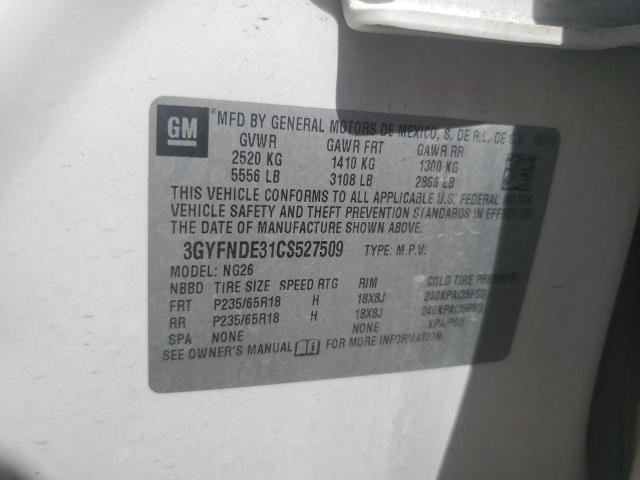 GM
® MFD BY GENERAL MOTORS DE MEXICO, S. DE R.L. DE C.V.
GVWR GAWR FRT GAWR RR
2520 KG 1410 KG 1300 KG
5556 LB 3108 LB 2866 LB
THIS VEHICLE CONFORMS TO ALL APPLICABLE U.S. FEDERAL MOTOR
VEHICLE SAFETY AND THEFT PREVENTION STANDARDS IN EFFECT ON
THE DATE OF MANUFACTURE SHOWN ABOVE.
3GYFNDE31CS527509 TYPE: M.P.V.
MODEL: NG26
NBBD TIRE SIZE SPEED RTG RIM COLD TIRE PRESSURE
FRT P235/65R18 H 18X8J 240KPA(35PSI)
RR P235/65R18 H 18X8J 240KPA(35PSI)
SPA NONE NONE KPA(PSI)
SEE OWNER'S MANUAL FOR MORE INFORMATION.